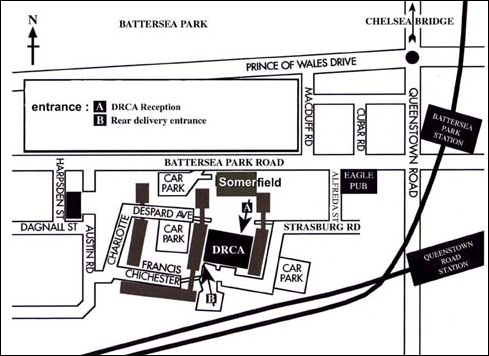 N
BATTERSEA PARK
CHELSEA BRIDGE
PRINCE OF WALES DRIVE
entrance : A DRCA Reception
B Rear delivery entrance
MACDUFF RD
CUPAR RD
QUEENSTOWN ROAD
BATTERSEA
PARK
STATION
BATTERSEA PARK ROAD
HARPSDEN ST
CAR
PARK
Somerfield
ALFREDA ST
EAGLE
PUB
DESPARD AVE
A
DAGNALL ST
AUSTIN RD
CHARLOTTE
CAR
PARK
DRCA
STRASBURG RD
FRANCIS
CHICHESTER
CAR
PARK
QUEENSTOWN
ROAD
STATION
B